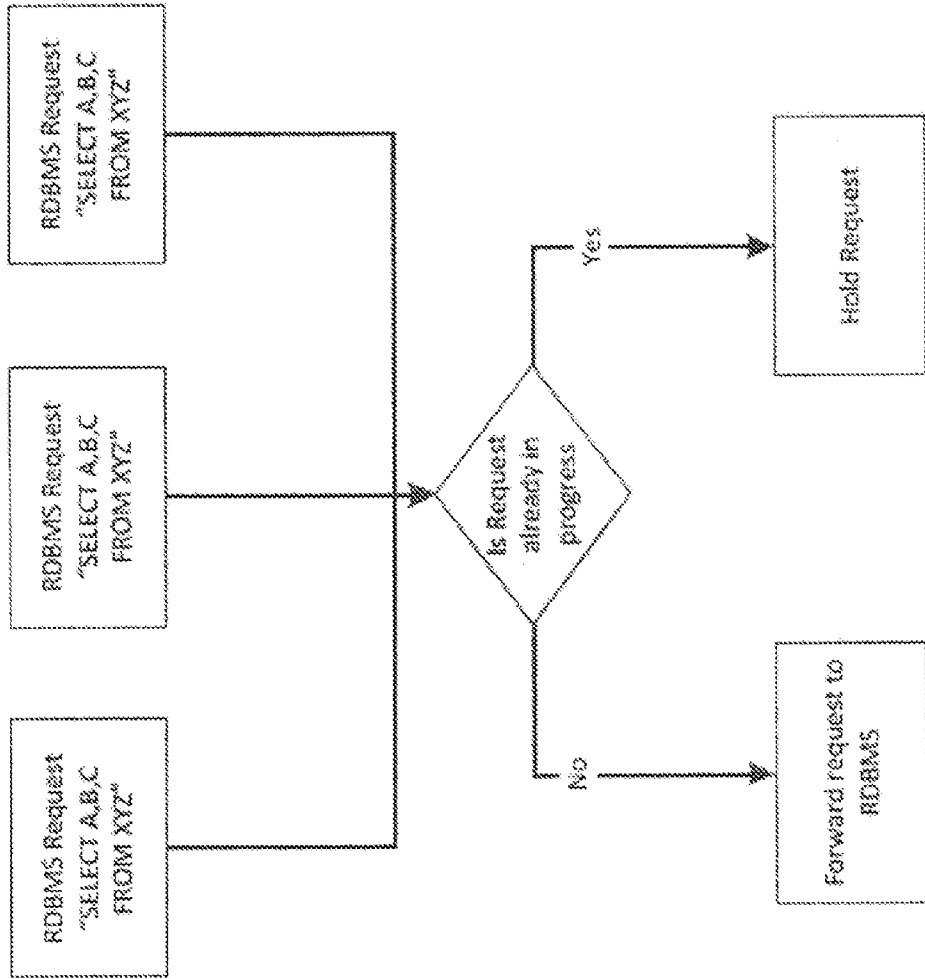 RDBMS Request
"SELECT A,B,C
FROM XYZ"
RDBMS Request
"SELECT A,B,C
FROM XYZ"
RDBMS Request
"SELECT A,B,C
FROM XYZ"
Is Request
already in
progress
No
Yes
Forward request to
RDBMS
Hold Request